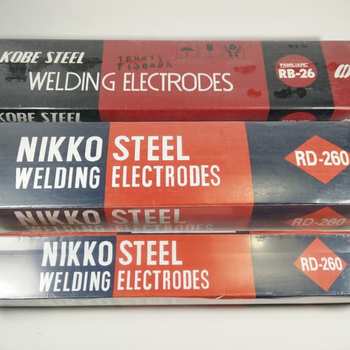 KOBE STEEL
WELDING ELECTRODES
RB-26
KOBE STEEL
NIKKO STEEL
WELDING ELECTRODES
RD-260
NIKKO STEEL
RD-260
NIKKO STEEL
WELDING ELECTRODES
RD-260